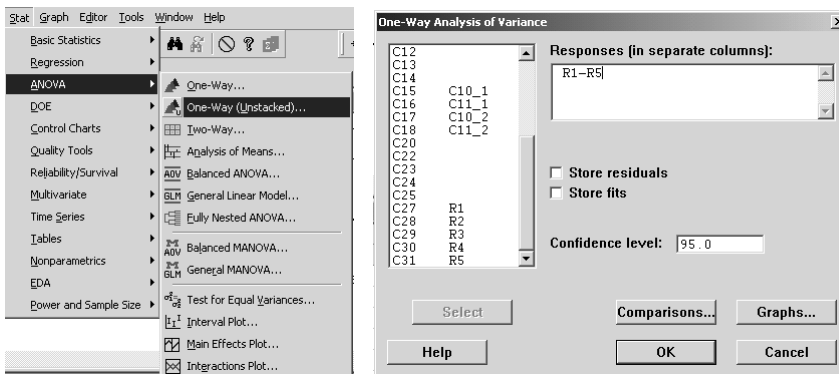 Stat Graph Editor Tools Window Help
Basic Statistics
Regression
ANOVA
DOE
Control Charts
Quality Tools
Reliability/Survival
Multivariate
Time Series
Tables
Nonparametrics
EDA
Power and Sample Size
One-Way...
One-Way (Unstacked)...
Two-Way...
Analysis of Means...
AOV Balanced ANOVA...
GLM General Linear Model...
Fully Nested ANOVA...
M AOV Balanced MANOVA...
M GLM General MANOVA...
Test for Equal Variances...
Interval Plot...
Main Effects Plot...
Interactions Plot...
One-Way Analysis of Variance
C12
C13
C14
C15 C10_1
C16 C11_1
C17 C10_2
C18 C11_2
C20
C22
C23
C24
C25
C27 R1
C28 R2
C29 R3
C30 R4
C31 R5
Responses (in separate columns):
R1-R5
Store residuals
Store fits
Confidence level: 95.0
Select
Comparisons...
Graphs...
Help
OK
Cancel